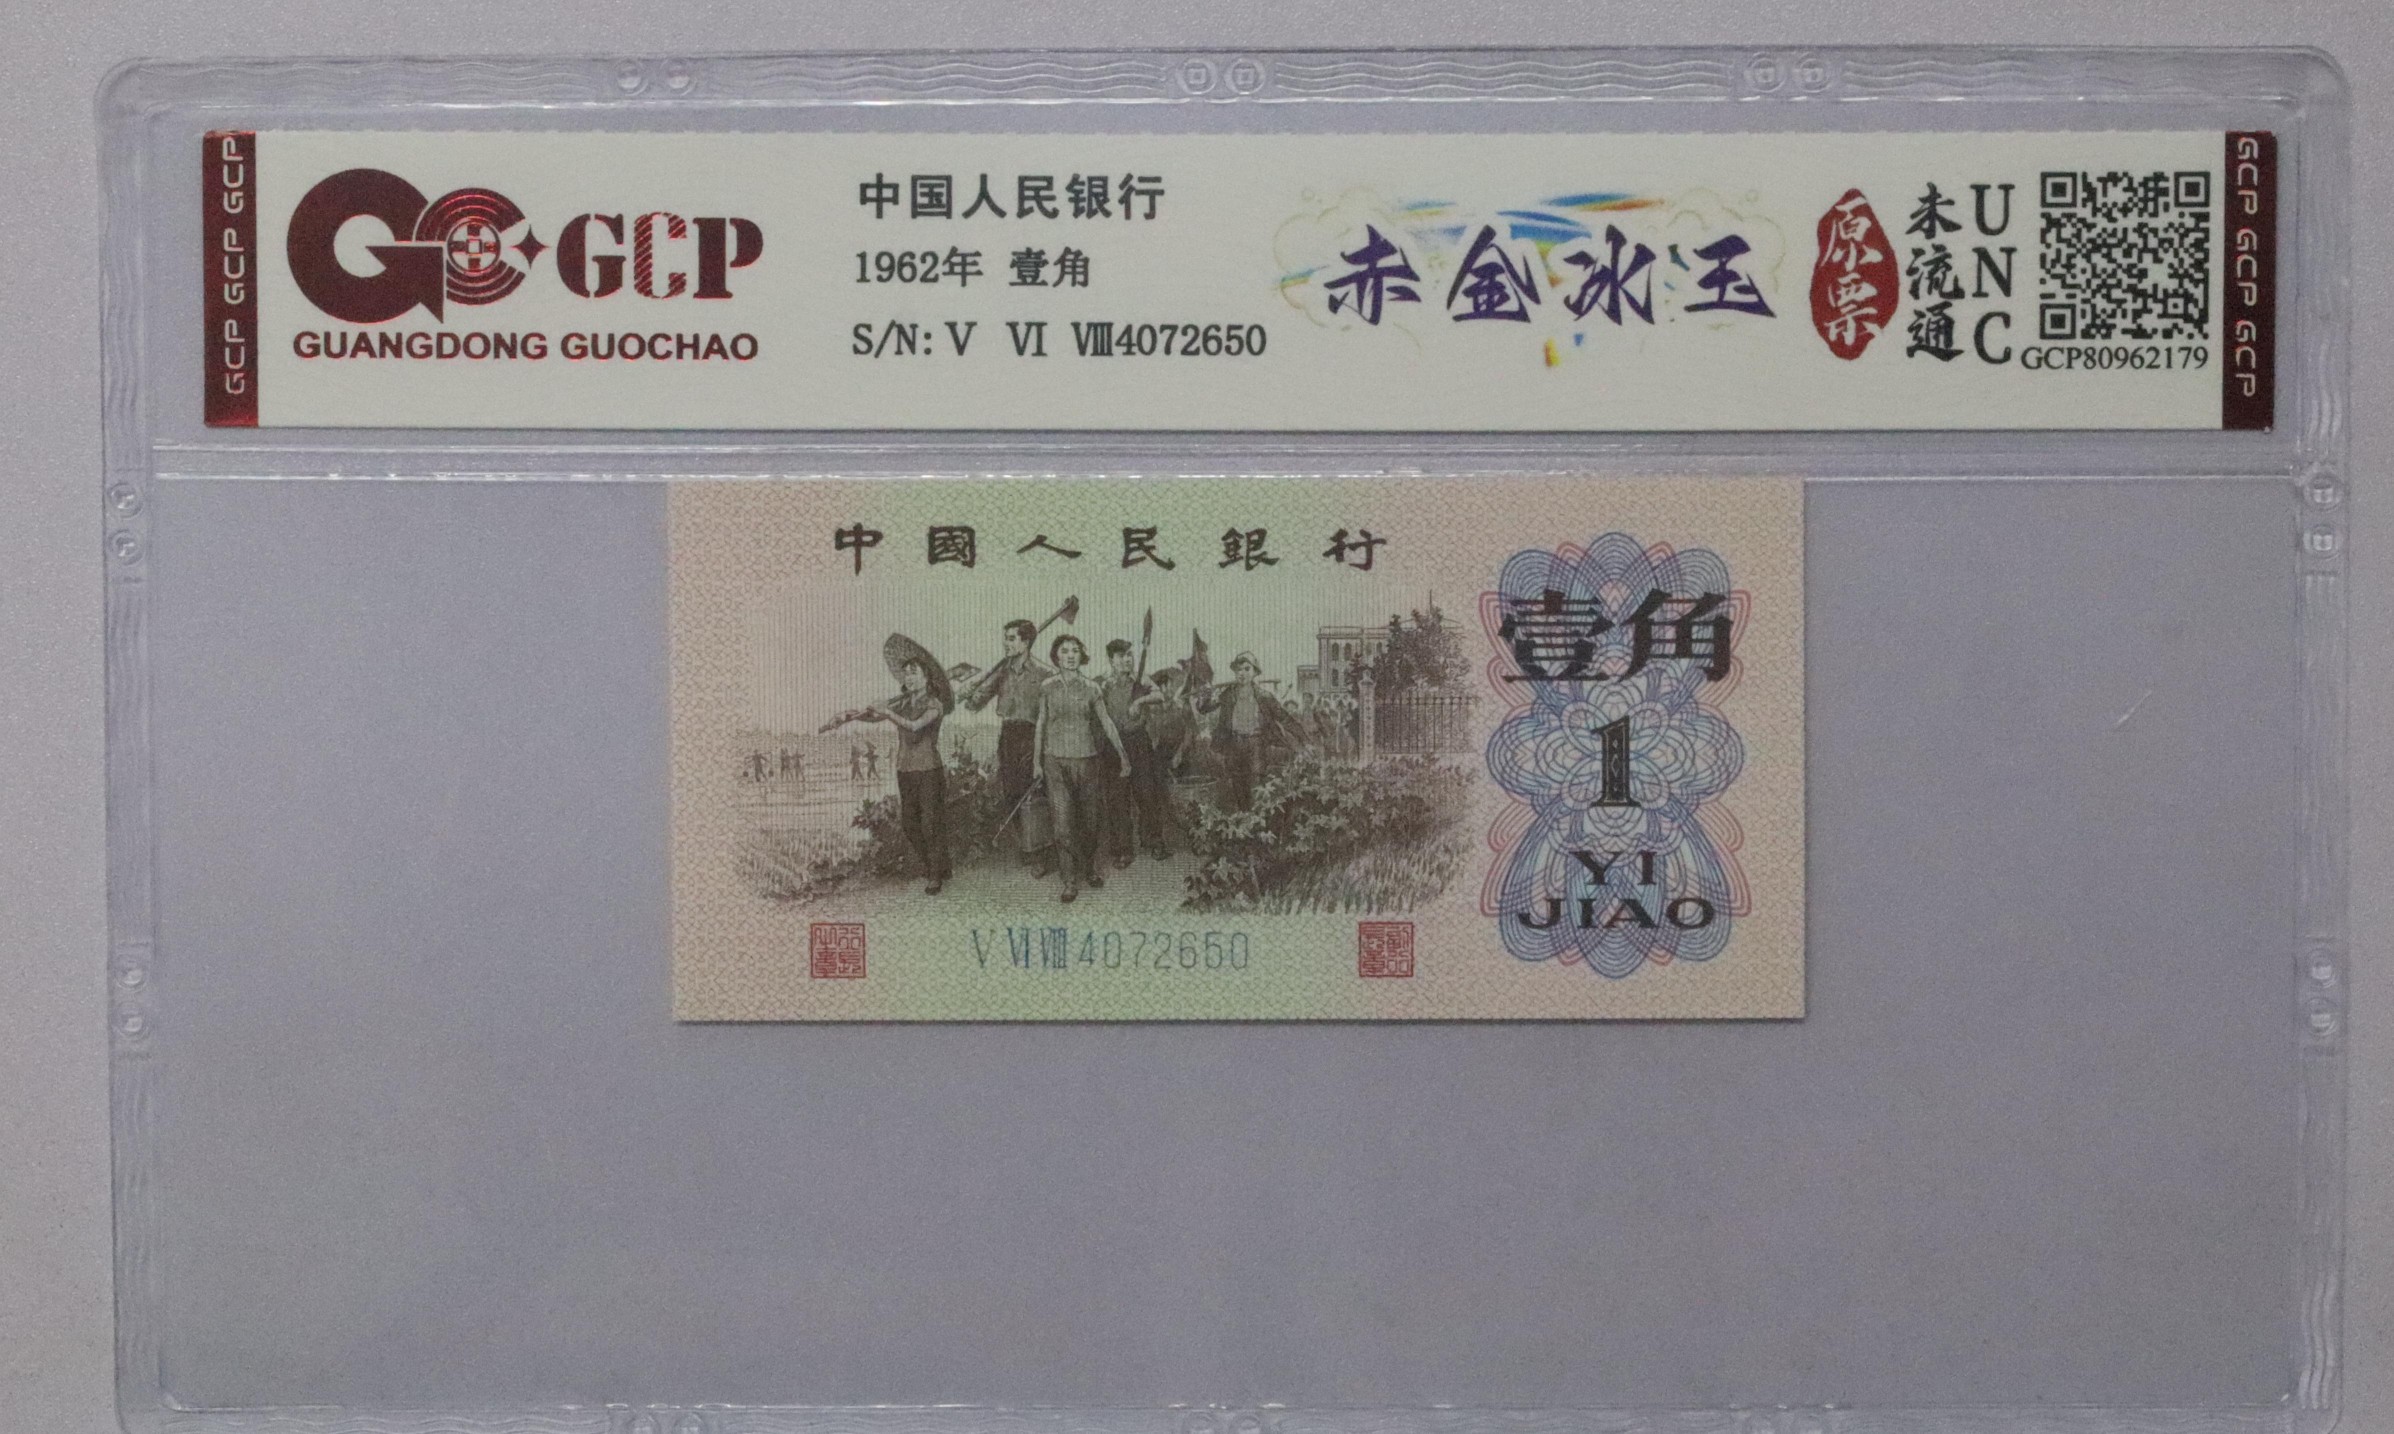 GCP GCP GCP
GCP
GUANGDONG GUOCHAO
中国人民银行
1962年 壹角
S/N: V VI VIII4072650
赤金冰玉
原票
未流通
UNC
GCP80962179
GCP GCP GCP
中國人民銀行
壹角
1
YI
JIAO
V VI VIII 4072650